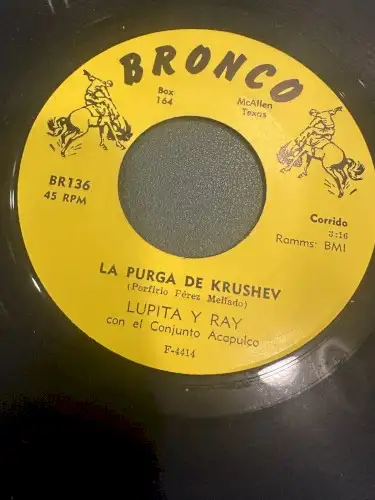 BRONCO
Box
164
McAllen
Texas
BR136
45 RPM
Corrido
3:16
Ramms: BMI
LA PURGA DE KRUSHEV
(Porfirio Pérez Mellado)
LUPITA Y RAY
con el Conjunto Acapulco
F-4414